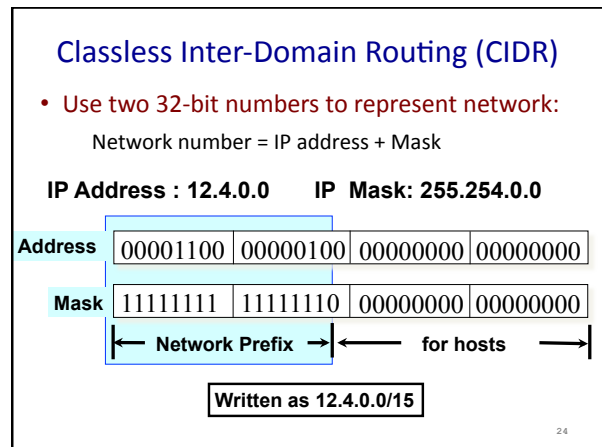 Classless Inter-Domain Routing (CIDR)
• Use two 32-bit numbers to represent network:
Network number = IP address + Mask
IP Address : 12.4.0.0 IP Mask: 255.254.0.0
Address 00001100 00000100 00000000 00000000
Mask 11111111 11111110 00000000 00000000
Network Prefix for hosts
Written as 12.4.0.0/15
24